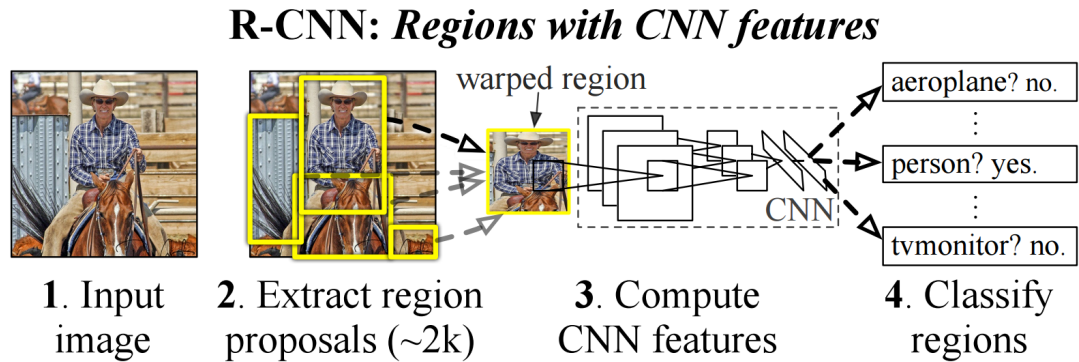 R-CNN: Regions with CNN features
warped region
aeroplane? no.
person? yes.
tvmonitor? no.
CNN
1. Input
image
2. Extract region
proposals (~2k)
3. Compute
CNN features
4. Classify
regions